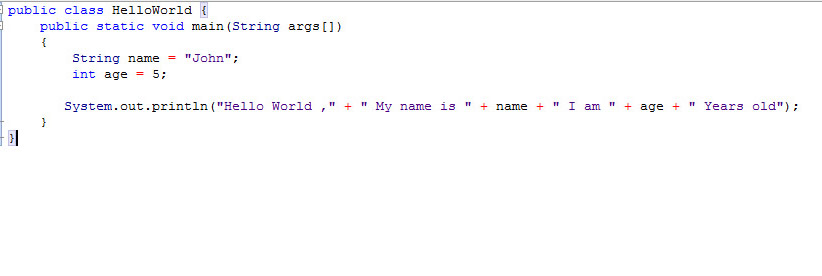 public class HelloWorld {
public static void main(String args[])
{
String name = "John";
int age = 5;
System.out.println("Hello World ," + " My name is " + name + " I am " + age + " Years old");
}
}